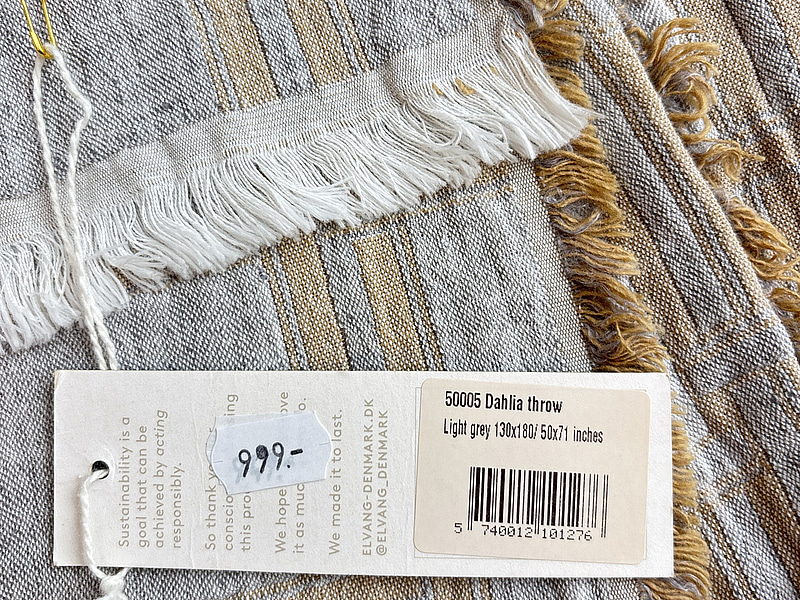 Sustainability is a
goal that can be
achieved by acting
responsibly.
So thank
conscio
this pro
We hope
it as muc
We made it to last.
ELVANG-DENMARK.DK
@ELVANG_DENMARK
999.-
50005 Dahlia throw
Light grey 130x180/ 50x71 inches
5 740012 101276